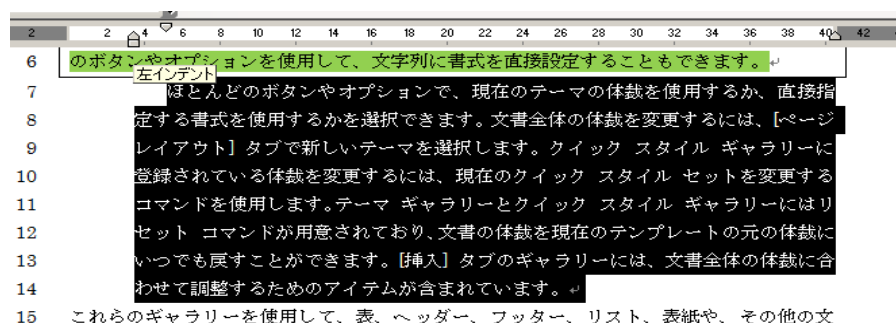 2 2 4 6 8 10 12 14 16 18 20 22 24 26 28 30 32 34 36 38 40 42
6 のボタンやオプションを使用して、文字列に書式を直接設定することもできます。↵
左インデント
7 ほとんどのボタンやオプションで、現在のテーマの体裁を使用するか、直接指
8 定する書式を使用するかを選択できます。文書全体の体裁を変更するには、[ページ
9 レイアウト] タブで新しいテーマを選択します。クイック スタイル ギャラリーに
10 登録されている体裁を変更するには、現在のクイック スタイル セットを変更する
11 コマンドを使用します。テーマ ギャラリーとクイック スタイル ギャラリーにはリ
12 セット コマンドが用意されており、文書の体裁を現在のテンプレートの元の体裁に
13 いつでも戻すことができます。[挿入] タブのギャラリーには、文書全体の体裁に合
14 わせて調整するためのアイテムが含まれています。↵
15 これらのギャラリーを使用して、表、ヘッダー、フッター、リスト、表紙や、その他の文